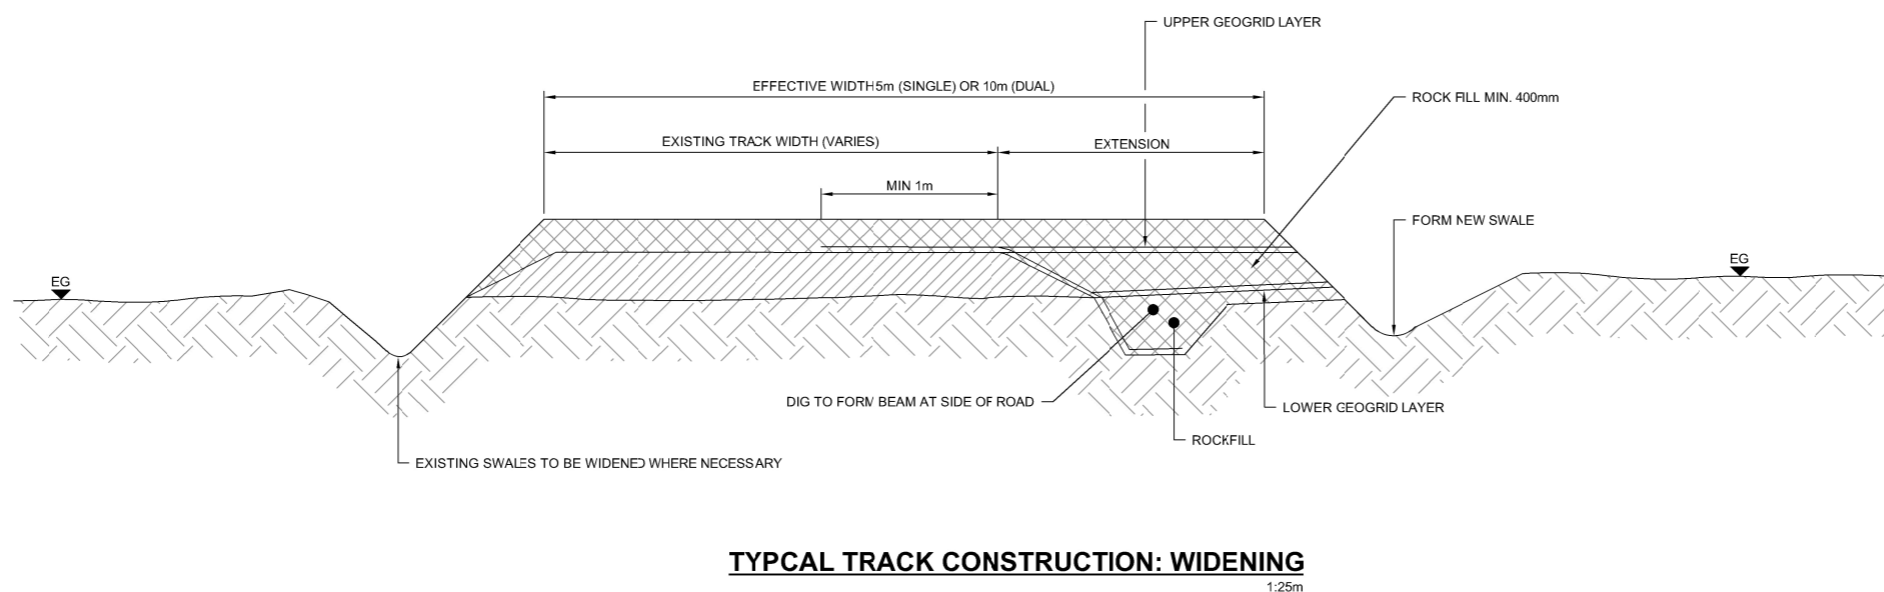 UPPER GEOGRID LAYER
EFFECTIVE WIDTH 5m (SINGLE) OR 10m (DUAL)
ROCK FILL MIN. 400mm
EXISTING TRACK WIDTH (VARIES)
EXTENSION
MIN 1m
FORM NEW SWALE
EG
EG
DIG TO FORM BEAM AT SIDE OF ROAD
LOWER GEOGRID LAYER
ROCKFILL
EXISTING SWALES TO BE WIDENED WHERE NECESSARY
TYPCAL TRACK CONSTRUCTION: WIDENING
1:25m